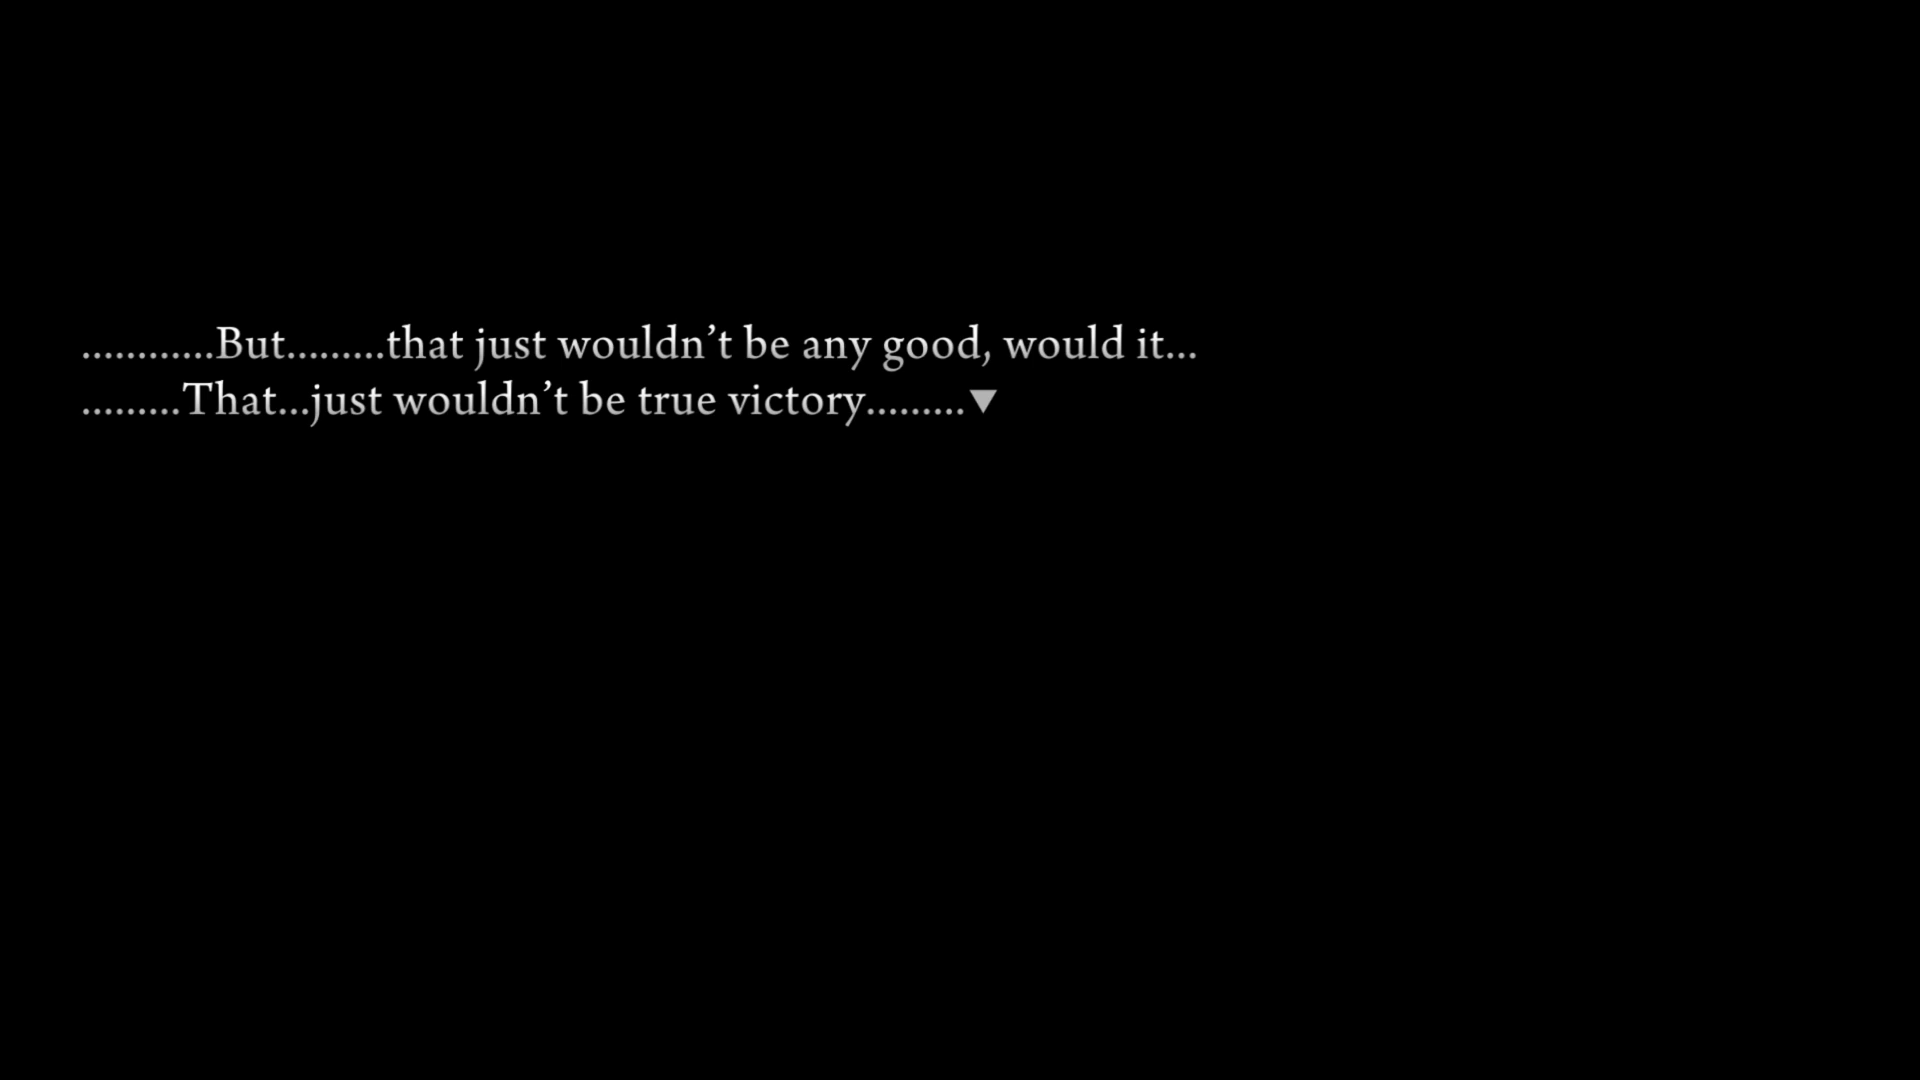 ............But.........that just wouldn’t be any good, would it...
.........That...just wouldn’t be true victory.........▼